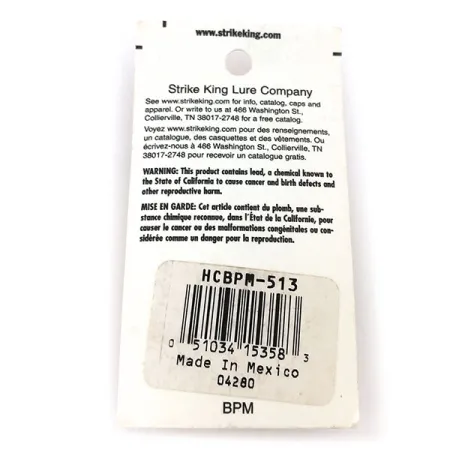 www.strikeking.com
Strike King Lure Company
See www.strikeking.com for info, catalog, caps and
apparel. Or write to us at 466 Washington St.,
Collierville, TN 38017-2748 for a free catalog.
Voyez www.strikeking.com pour des renseignements,
un catalogue, des casquettes et des vêtements. Ou
écrivez-nous à 466 Washington St., Collierville, TN
38017-2748 pour recevoir un catalogue gratis.
WARNING: This product contains lead, a chemical known to
the State of California to cause cancer and birth defects and
other reproductive harm.
MISE EN GARDE: Cet article contient du plomb, une sub-
stance chimique reconnue, dans l'État de la Californie, pour
causer le cancer ou des malformations congénitales ou con-
sidérée comme un danger pour la reproduction.
HCBPM-513
0 51034 15358 3
Made In Mexico
04280
BPM